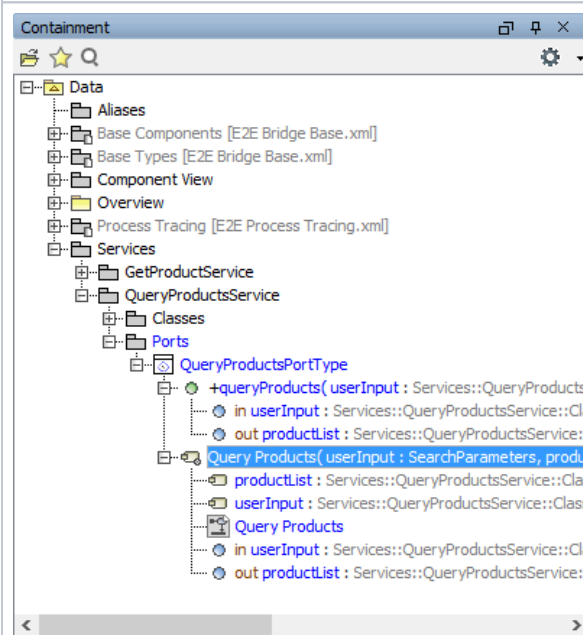 Containment
Data
Aliases
Base Components [E2E Bridge Base.xml]
Base Types [E2E Bridge Base.xml]
Component View
Overview
Process Tracing [E2E Process Tracing.xml]
Services
GetProductService
QueryProductsService
Classes
Ports
QueryProductsPortType
+queryProducts( userInput : Services::QueryProducts
in userInput : Services::QueryProductsService::Cl
out productList : Services::QueryProductsService:
Query Products( userInput : SearchParameters, produ
productList : Services::QueryProductsService::Cla
userInput : Services::QueryProductsService::Class
Query Products
in userInput : Services::QueryProductsService::Cl
out productList : Services::QueryProductsService: